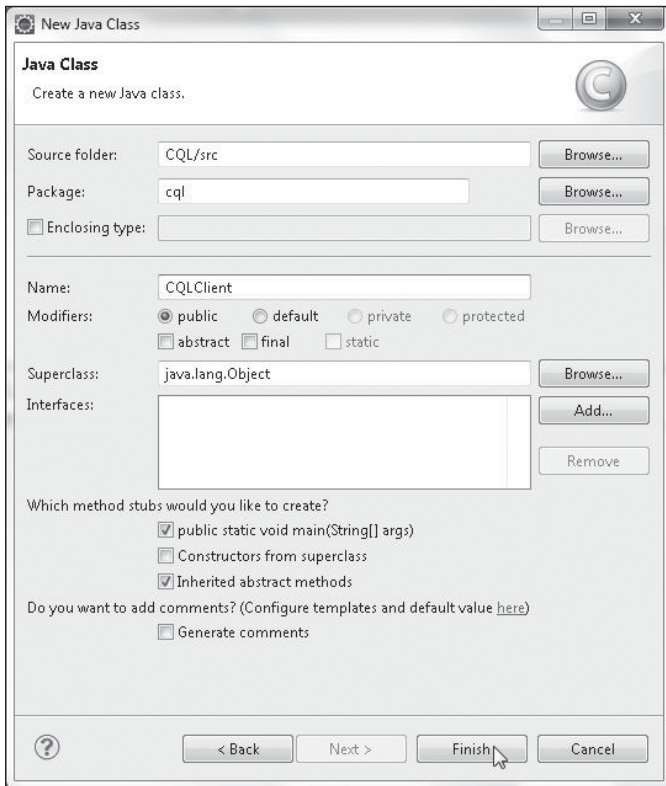 New Java Class
Java Class
Create a new Java class.
Source folder: CQL/src Browse...
Package: cql Browse...
Enclosing type: Browse...
Name: CQLClient
Modifiers: public default private protected
abstract final static
Superclass: java.lang.Object Browse...
Interfaces: Add...
Remove
Which method stubs would you like to create?
public static void main(String[] args)
Constructors from superclass
Inherited abstract methods
Do you want to add comments? (Configure templates and default value here)
Generate comments
? < Back Next > Finish Cancel